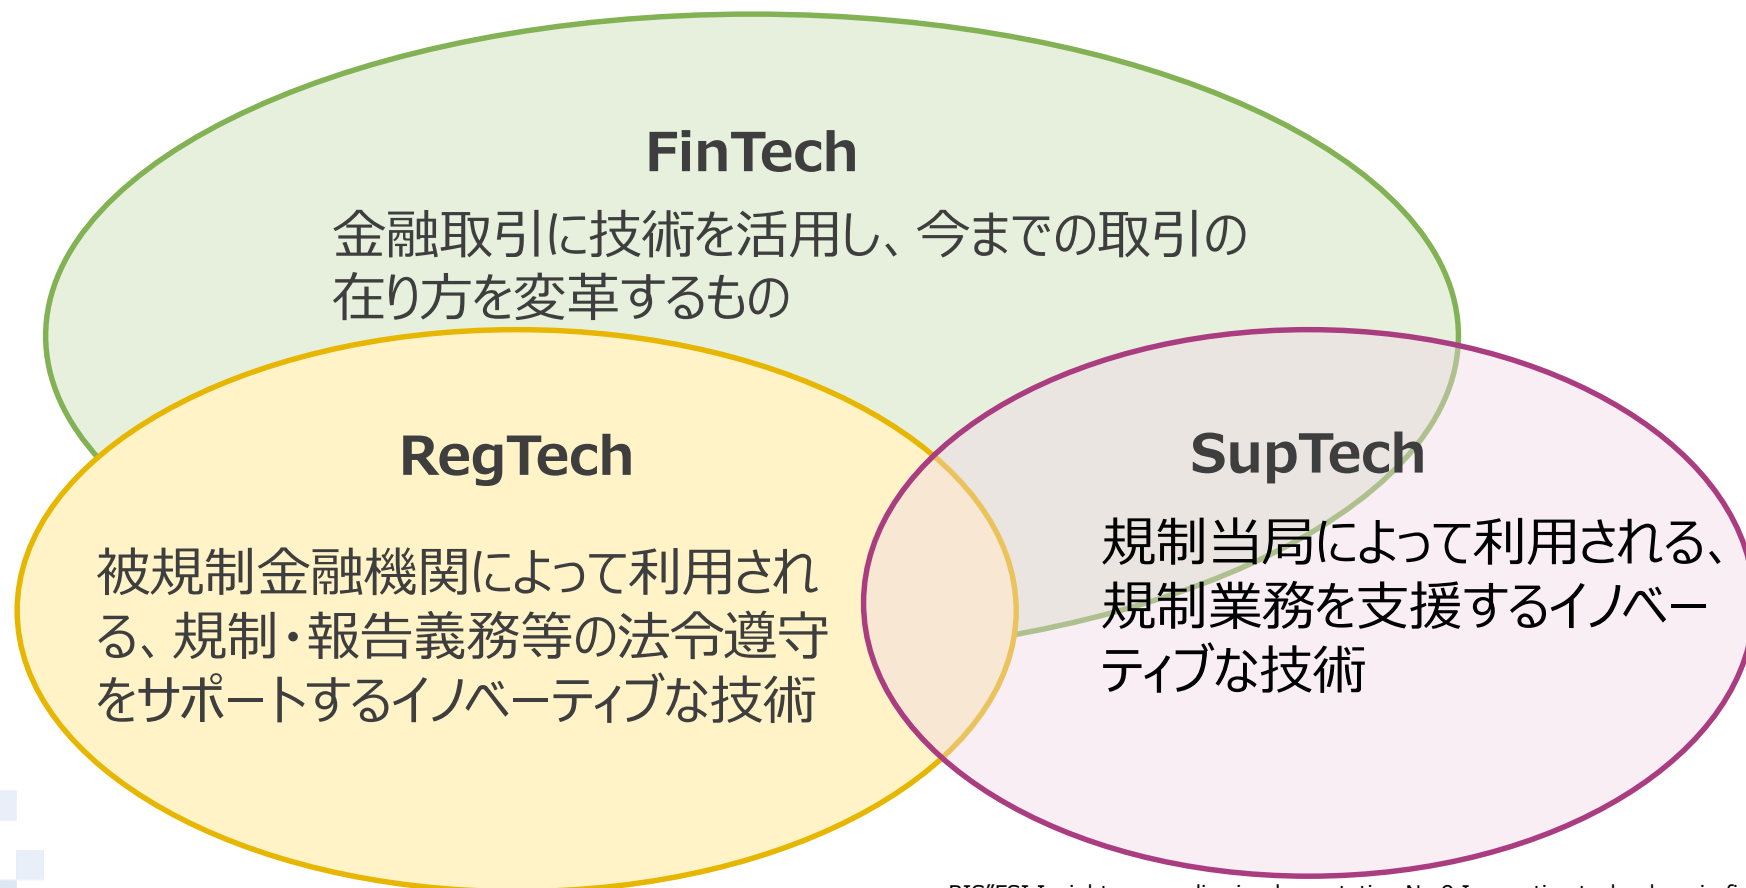 FinTech
金融取引に技術を活用し、今までの取引の
在り方を変革するもの
RegTech
被規制金融機関によって利用され
る、規制・報告義務等の法令遵守
をサポートするイノベーティブな技術
SupTech
規制当局によって利用される、
規制業務を支援するイノベー
ティブな技術